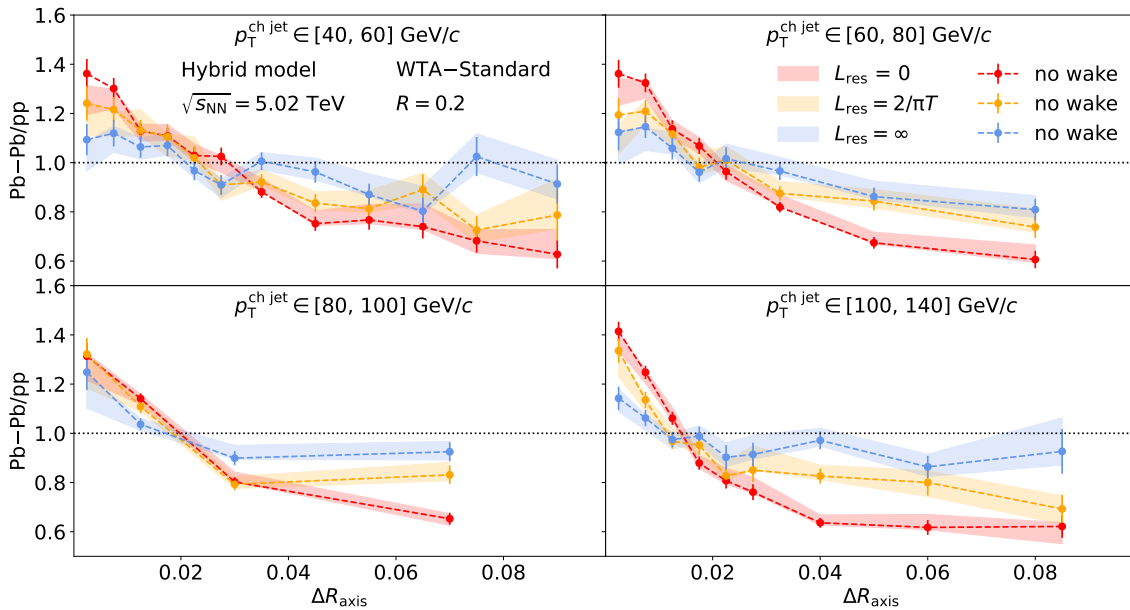 p_T^{ch jet} ∈ [40, 60] GeV/c
Hybrid model WTA−Standard
√s_NN = 5.02 TeV R = 0.2
1.6
1.4
1.2
1.0
0.8
0.6
Pb−Pb/pp
p_T^{ch jet} ∈ [60, 80] GeV/c
L_res = 0 no wake
L_res = 2/πT no wake
L_res = ∞ no wake
p_T^{ch jet} ∈ [80, 100] GeV/c
1.6
1.4
1.2
1.0
0.8
0.6
Pb−Pb/pp
0.02 0.04 0.06 0.08
ΔR_axis
p_T^{ch jet} ∈ [100, 140] GeV/c
0.02 0.04 0.06 0.08
ΔR_axis